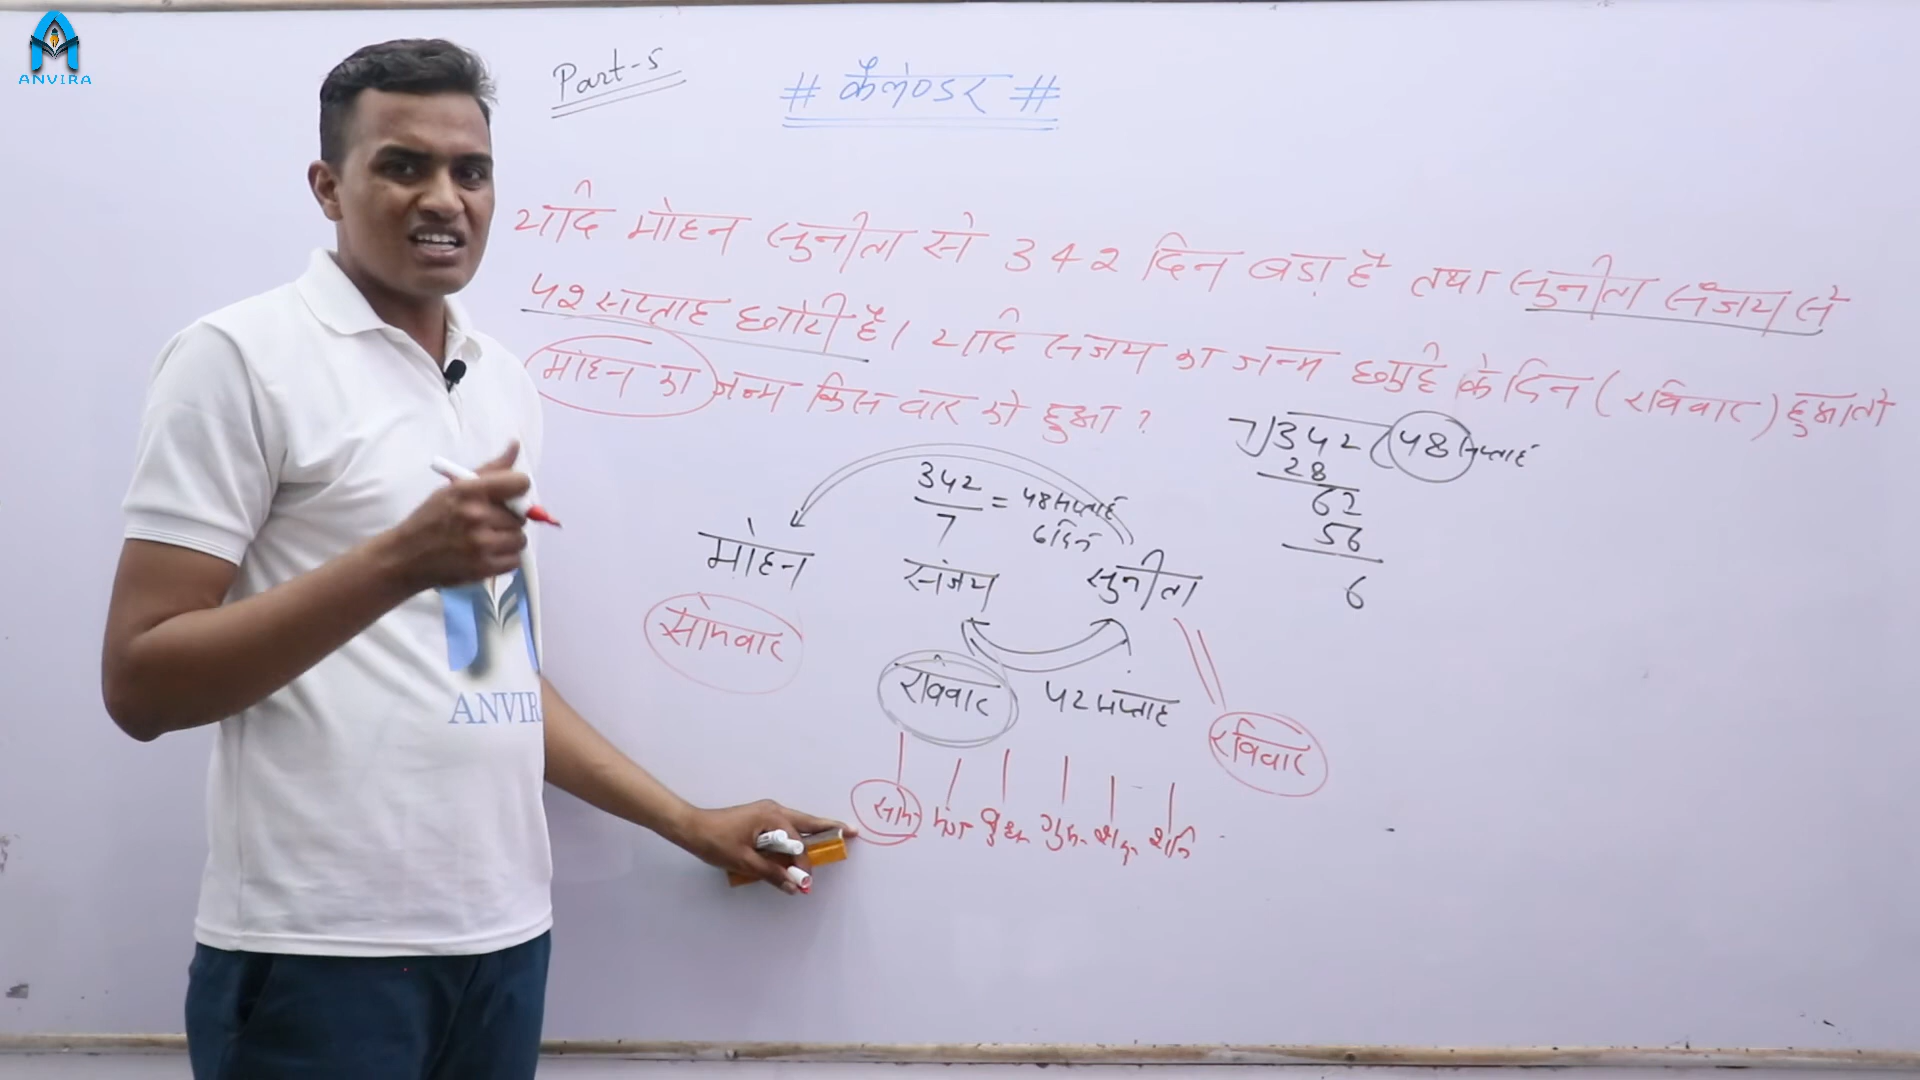 ANVIRA
Part-5
# कैलेण्डर #
यदि मोहन सुनीता से 342 दिन बड़ा है तथा सुनीता संजय से
52 सप्ताह छोटी है। यदि संजय का जन्म छुट्टी के दिन (रविवार) हुआ तो
मोहन का जन्म किस वार को हुआ?
7)342(48 सप्ताह
28
62
56
6
342/7 = 48 सप्ताह
6 दिन
मोहन संजय सुनीता
सोमवार
रविवार 52 सप्ताह
रविवार
सोम मंग बुध गुरू शुक्र शनि
ANVIR